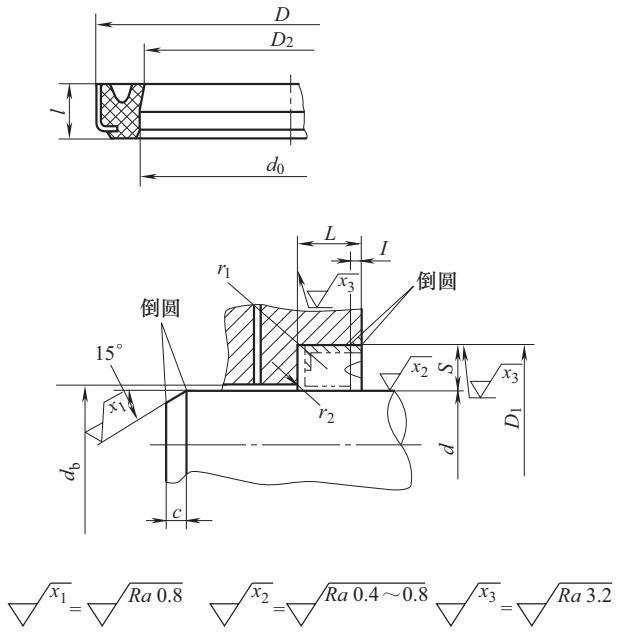 D
D2
l
d0
L
I
r1
x3
倒圆
倒圆
15°
x1
x2
S
x3
r2
D1
d
db
c
x1 = Ra 0.8 x2 = Ra 0.4～0.8 x3 = Ra 3.2